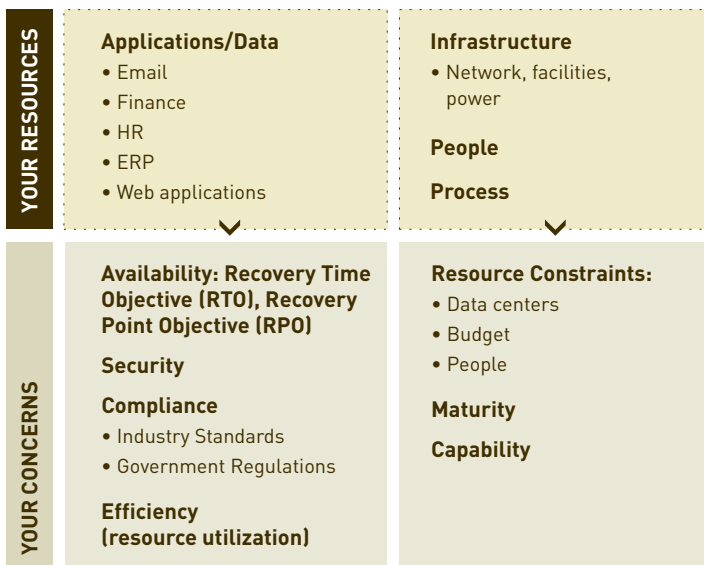 YOUR RESOURCES
Applications/Data
• Email
• Finance
• HR
• ERP
• Web applications
Infrastructure
• Network, facilities,
power
People
Process
YOUR CONCERNS
Availability: Recovery Time
Objective (RTO), Recovery
Point Objective (RPO)
Security
Compliance
• Industry Standards
• Government Regulations
Efficiency
(resource utilization)
Resource Constraints:
• Data centers
• Budget
• People
Maturity
Capability